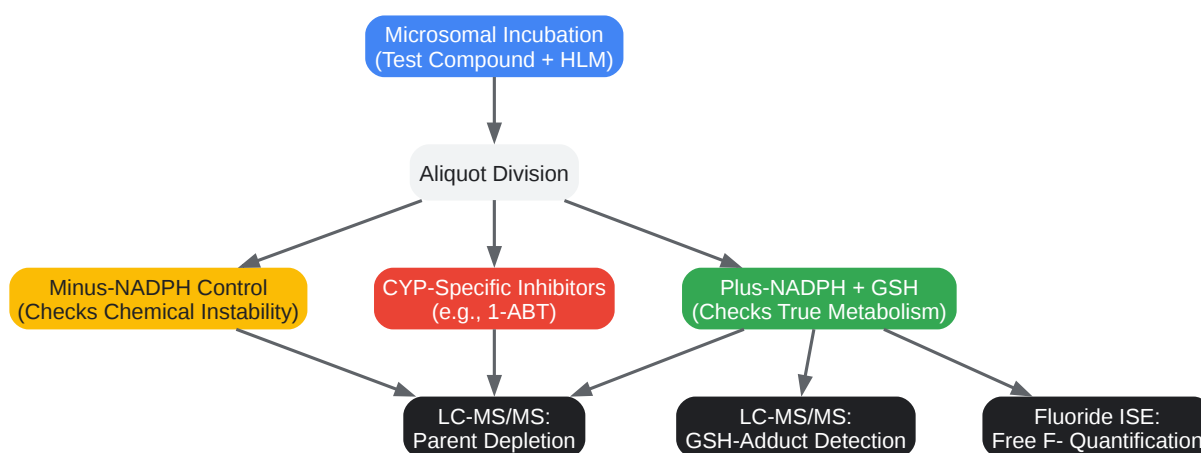 Microsomal Incubation
(Test Compound + HLM)
Aliquot Division
Minus-NADPH Control
(Checks Chemical Instability)
CYP-Specific Inhibitors
(e.g., 1-ABT)
Plus-NADPH + GSH
(Checks True Metabolism)
LC-MS/MS:
Parent Depletion
LC-MS/MS:
GSH-Adduct Detection
Fluoride ISE:
Free F- Quantification